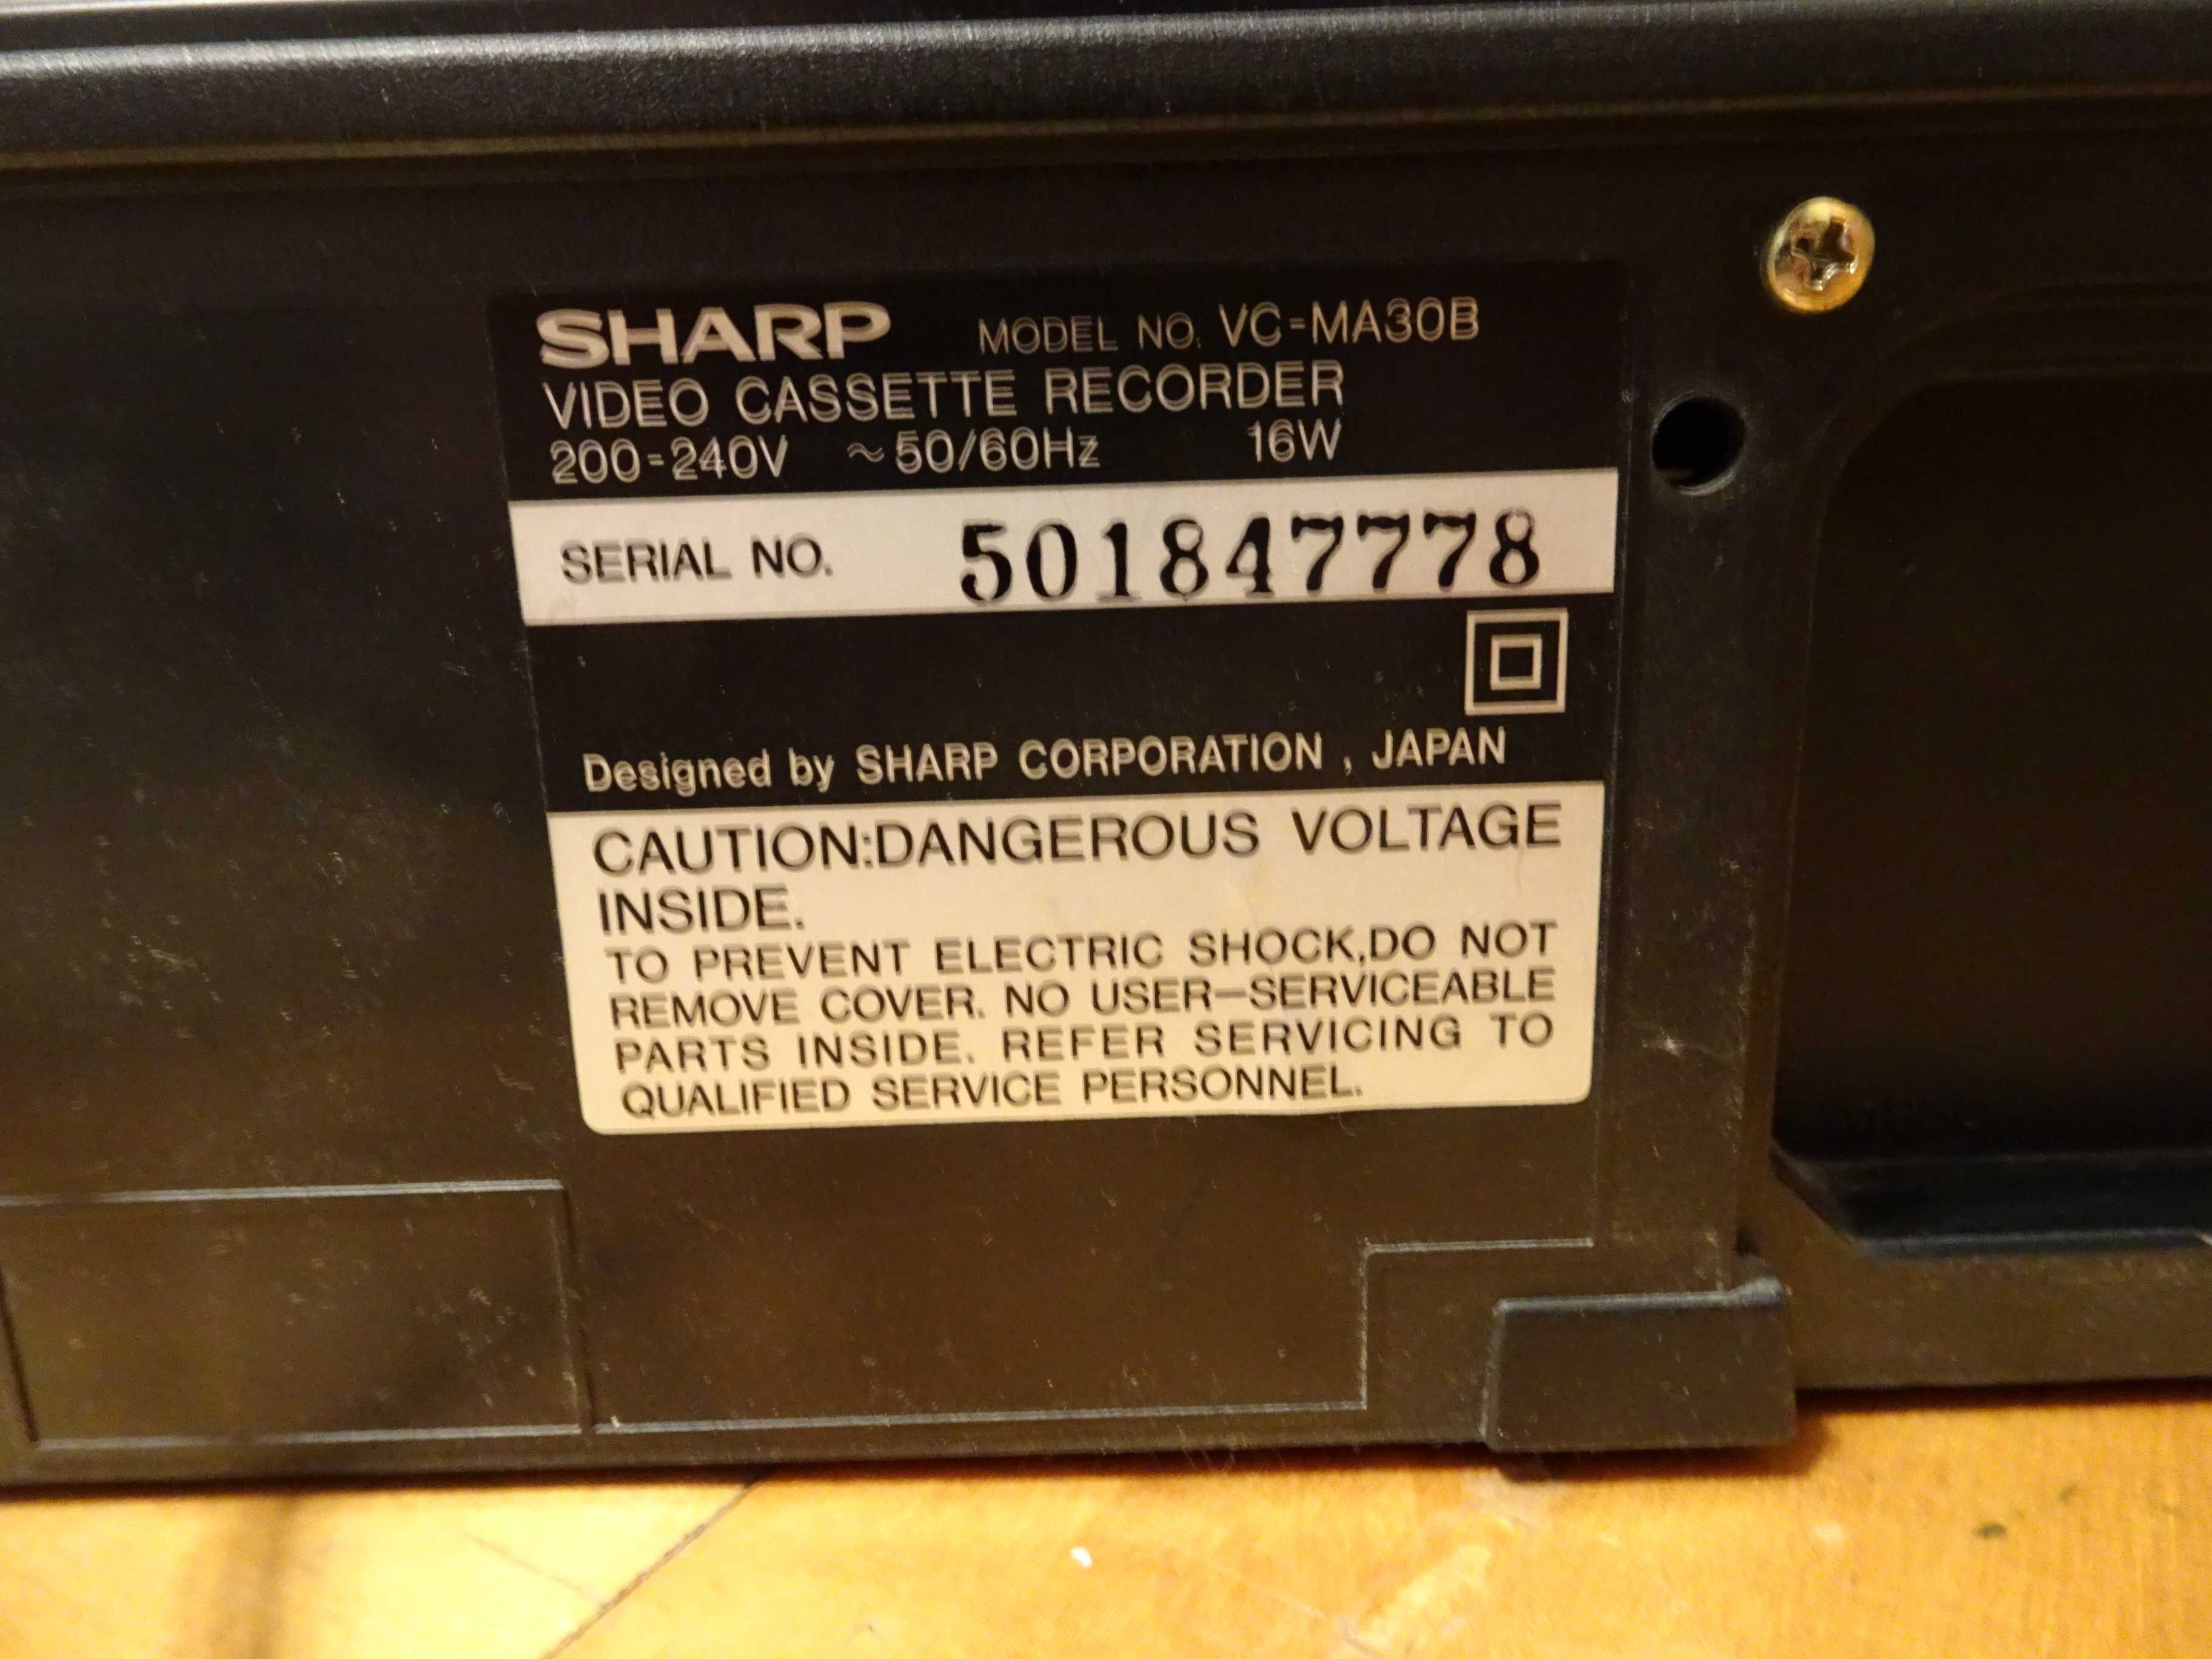 SHARP MODEL NO. VC-MA30B
VIDEO CASSETTE RECORDER
200-240V ~50/60Hz 16W
SERIAL NO. 501847778
Designed by SHARP CORPORATION , JAPAN
CAUTION:DANGEROUS VOLTAGE
INSIDE.
TO PREVENT ELECTRIC SHOCK,DO NOT
REMOVE COVER. NO USER-SERVICEABLE
PARTS INSIDE. REFER SERVICING TO
QUALIFIED SERVICE PERSONNEL.